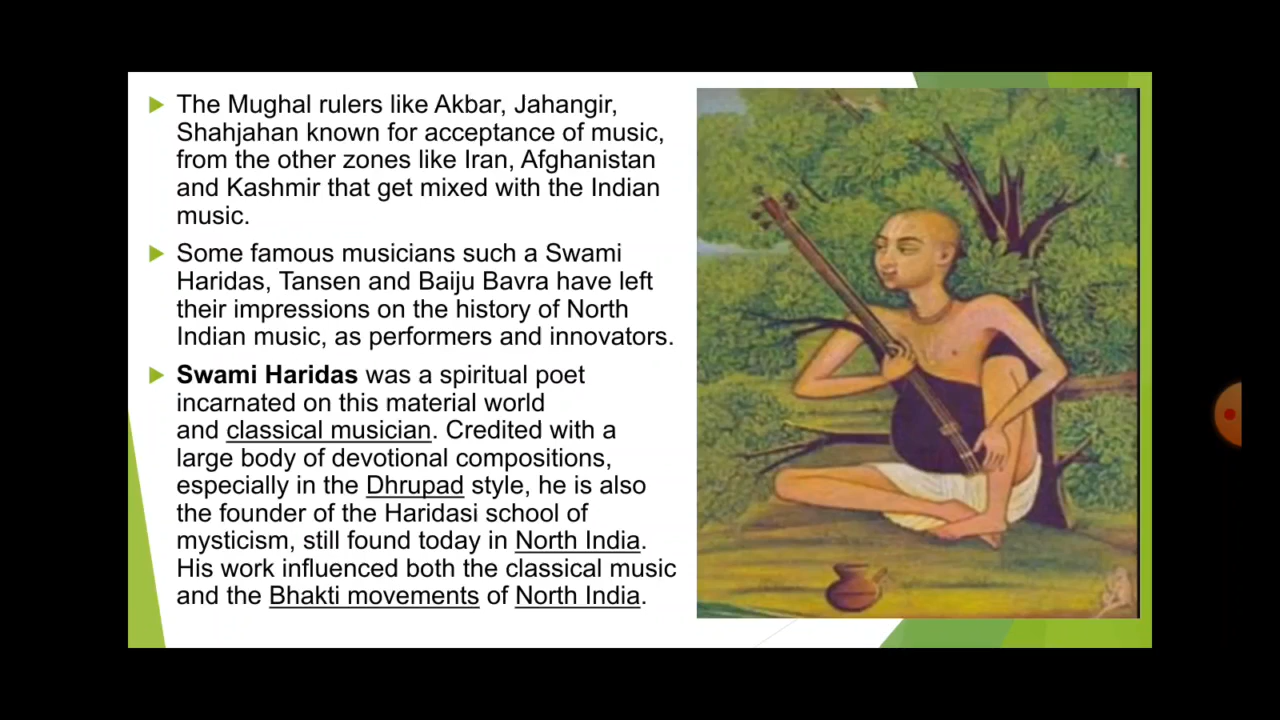 The Mughal rulers like Akbar, Jahangir,
Shahjahan known for acceptance of music,
from the other zones like Iran, Afghanistan
and Kashmir that get mixed with the Indian
music.
Some famous musicians such a Swami
Haridas, Tansen and Baiju Bavra have left
their impressions on the history of North
Indian music, as performers and innovators.
Swami Haridas was a spiritual poet
incarnated on this material world
and classical musician. Credited with a
large body of devotional compositions,
especially in the Dhrupad style, he is also
the founder of the Haridasi school of
mysticism, still found today in North India.
His work influenced both the classical music
and the Bhakti movements of North India.